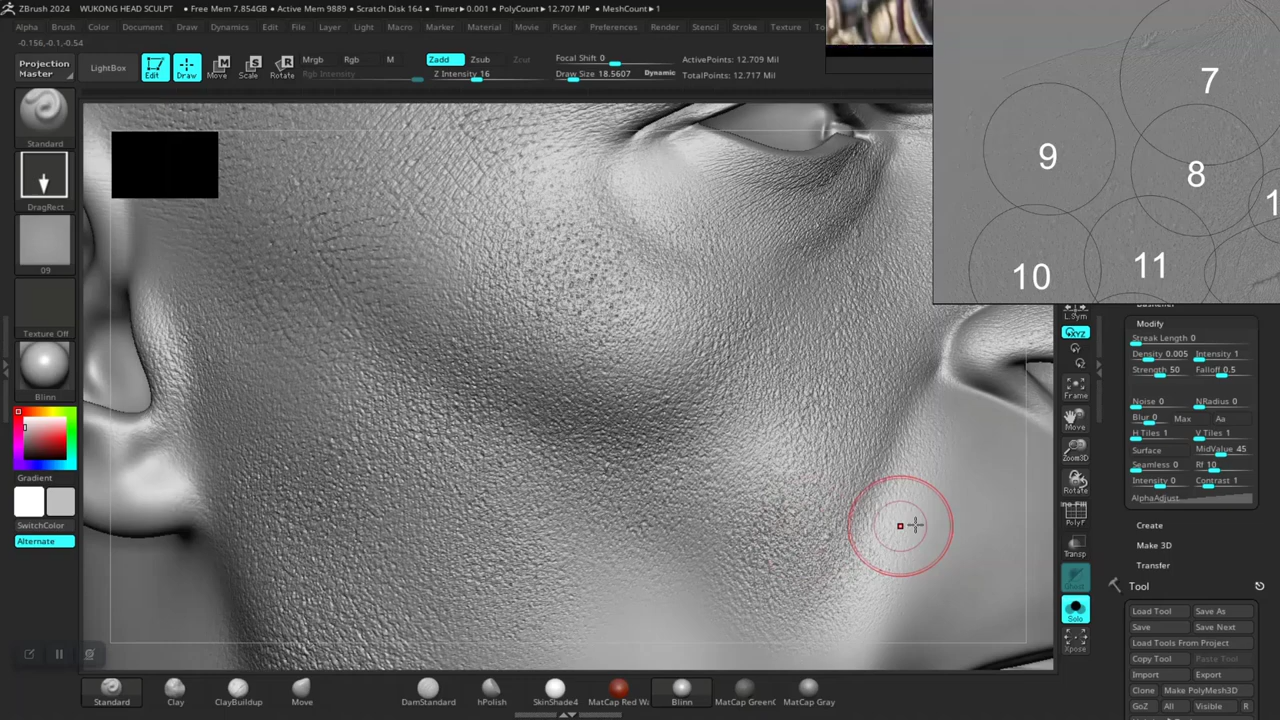 ZBrush 2024 WUKONG HEAD SCULPT • Free Mem 7.854GB • Active Mem 9889 • Scratch Disk 164 • Timer▸0.001 • PolyCount▸12.707 MP • MeshCount▸1
Alpha Brush Color Document Draw Dynamics Edit File Layer Light Macro Marker Material Movie Picker Preferences Render Stencil Stroke Texture
-0.156,-0.1,-0.54
Projection
Master
LightBox
Edit Draw Move Scale Rotate
Mrgb Rgb M
Rgb Intensity
Zadd Zsub Zcut
Z Intensity 16
Focal Shift 0
Draw Size 18.5607 Dynamic
ActivePoints: 12.709 Mil
TotalPoints: 12.717 Mil
Standard
DragRect
09
Texture Off
Blinn
Gradient
SwitchColor
Alternate
7
9
8
1
10
11
L.Sym
XYZ
Frame
Move
Zoom3D
Rotate
PolyF
Transp
Ghost
Solo
Xpose
Modify
Streak Length 0
Density 0.005 Intensity 1
Strength 50 Falloff 0.5
Noise 0 NRadius 0
Blur 0 Max Aa
H Tiles 1 V Tiles 1
Surface MidValue 45
Seamless 0 Rf 10
Intensity 0 Contrast 1
AlphaAdjust
Create
Make 3D
Transfer
Tool
Load Tool Save As
Save Save Next
Load Tools From Project
Copy Tool Paste Tool
Import Export
Clone Make PolyMesh3D
GoZ All Visible R
Standard Clay ClayBuildup Move DamStandard hPolish SkinShade4 MatCap Red Wa Blinn MatCap GreenC MatCap Gray